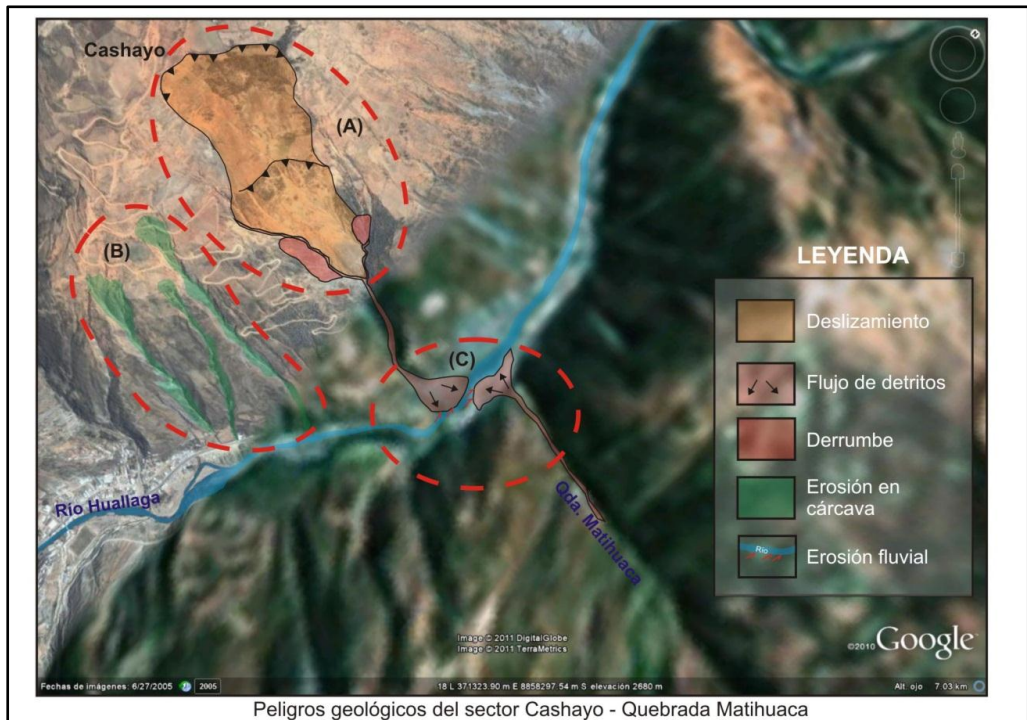 Cashayo
(A)
(B)
(C)
Río Huallaga
Qda. Matihuaca
LEYENDA
Deslizamiento
Flujo de detritos
Derrumbe
Erosión en
cárcava
Río
Erosión fluvial
Image © 2011 DigitalGlobe
Image © 2011 TerraMetrics
©2010 Google
Fechas de imágenes: 6/27/2005
2005
18 L 371323.90 m E 8858297.54 m S elevación 2680 m
Alt. ojo 7.03 km
Peligros geológicos del sector Cashayo - Quebrada Matihuaca